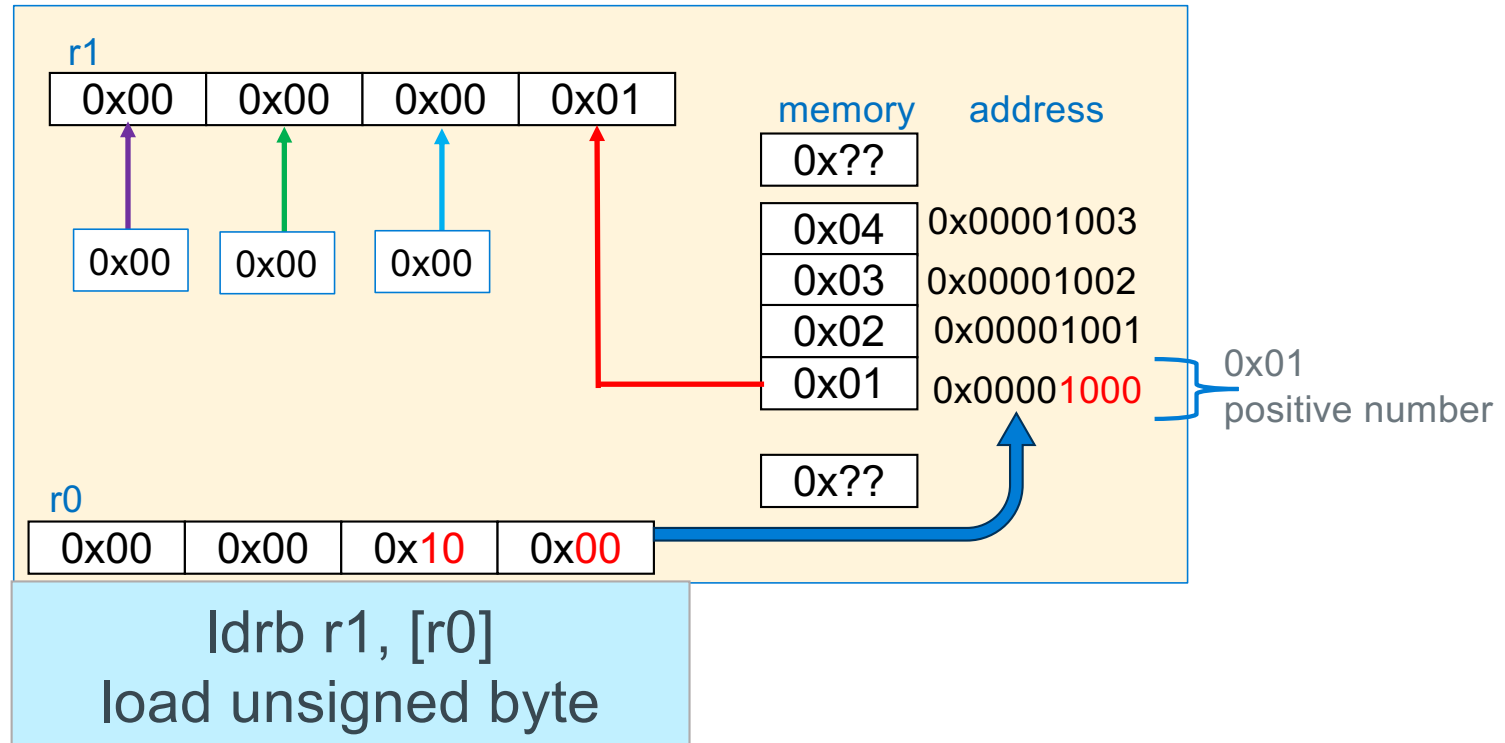 r1
0x00 0x00 0x00 0x01
memory address
0x??
0x04 0x00001003
0x00 0x00 0x00
0x03 0x00001002
0x02 0x00001001
0x01 0x00001000
0x01
positive number
0x??
r0
0x00 0x00 0x10 0x00
ldrb r1, [r0]
load unsigned byte